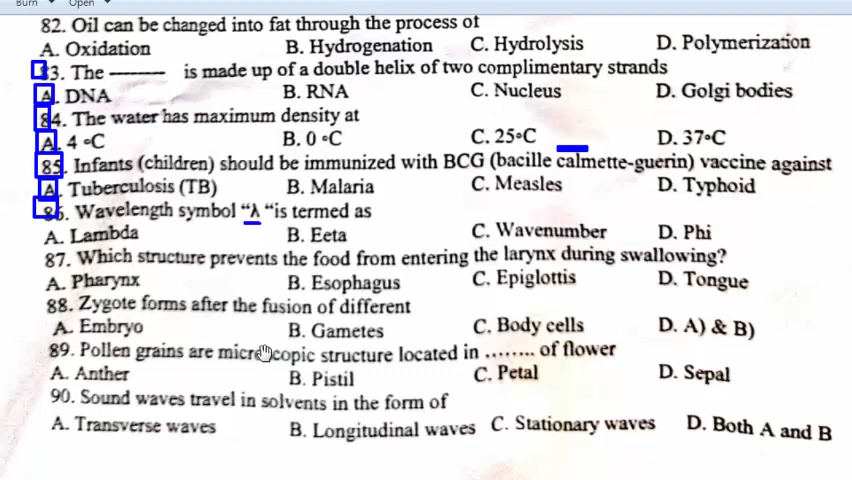 Burn Open
82. Oil can be changed into fat through the process of
A. Oxidation B. Hydrogenation C. Hydrolysis D. Polymerization
83. The -------- is made up of a double helix of two complimentary strands
A. DNA B. RNA C. Nucleus D. Golgi bodies
84. The water has maximum density at
A. 4 °C B. 0 °C C. 25°C D. 37°C
85. Infants (children) should be immunized with BCG (bacille calmette-guerin) vaccine against
A. Tuberculosis (TB) B. Malaria C. Measles D. Typhoid
86. Wavelength symbol “λ “is termed as
A. Lambda B. Eeta C. Wavenumber D. Phi
87. Which structure prevents the food from entering the larynx during swallowing?
A. Pharynx B. Esophagus C. Epiglottis D. Tongue
88. Zygote forms after the fusion of different
A. Embryo B. Gametes C. Body cells D. A) & B)
89. Pollen grains are microscopic structure located in ........ of flower
A. Anther B. Pistil C. Petal D. Sepal
90. Sound waves travel in solvents in the form of
A. Transverse waves B. Longitudinal waves C. Stationary waves D. Both A and B